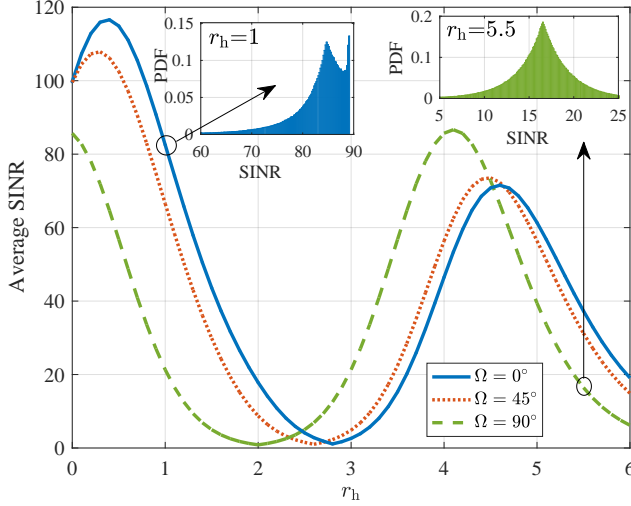 120
100
80
60
40
20
0
Average SINR
0
1
2
3
4
5
6
r_h
r_h=1
PDF
0.15
0.1
0.05
0
60
70
80
90
SINR
r_h=5.5
PDF
0.2
0.1
0
5
10
15
20
25
SINR
Ω = 0°
Ω = 45°
Ω = 90°